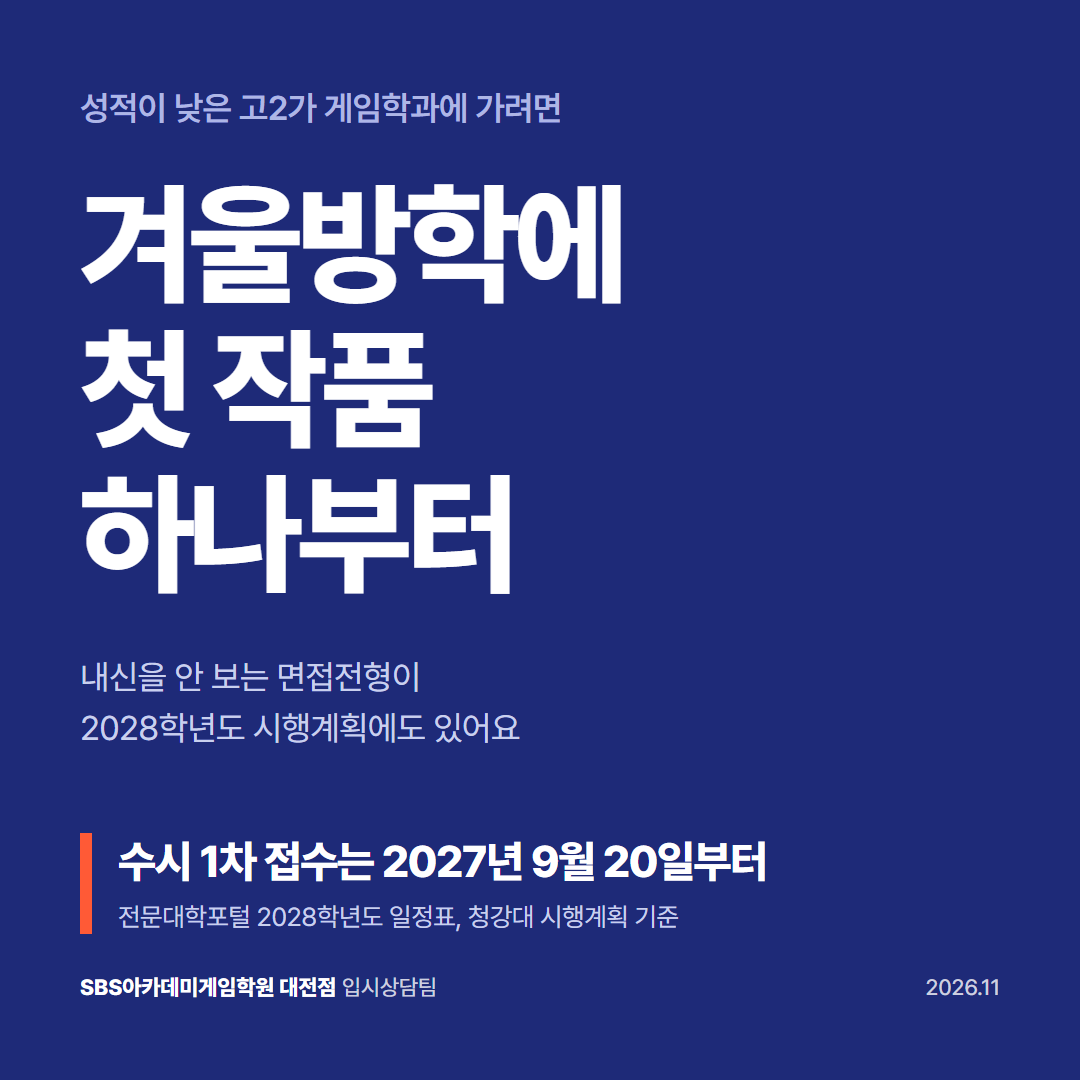 성적이 낮은 고2가 게임학과에 가려면
겨울방학에
첫 작품
하나부터
내신을 안 보는 면접전형이
2028학년도 시행계획에도 있어요
수시 1차 접수는 2027년 9월 20일부터
전문대학포털 2028학년도 일정표, 청강대 시행계획 기준
SBS아카데미게임학원 대전점 입시상담팀
2026.11